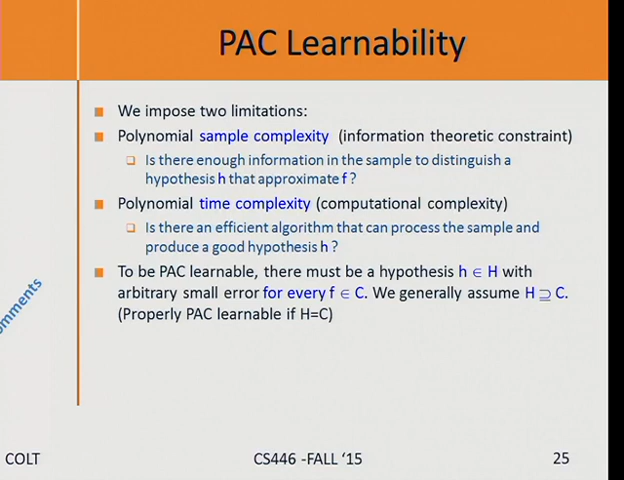 PAC Learnability
We impose two limitations:
Polynomial sample complexity (information theoretic constraint)
Is there enough information in the sample to distinguish a
hypothesis h that approximate f ?
Polynomial time complexity (computational complexity)
Is there an efficient algorithm that can process the sample and
produce a good hypothesis h ?
To be PAC learnable, there must be a hypothesis h ∈ H with
arbitrary small error for every f ∈ C. We generally assume H ⊇ C.
(Properly PAC learnable if H=C)
COLT
CS446 -FALL ‘15
25